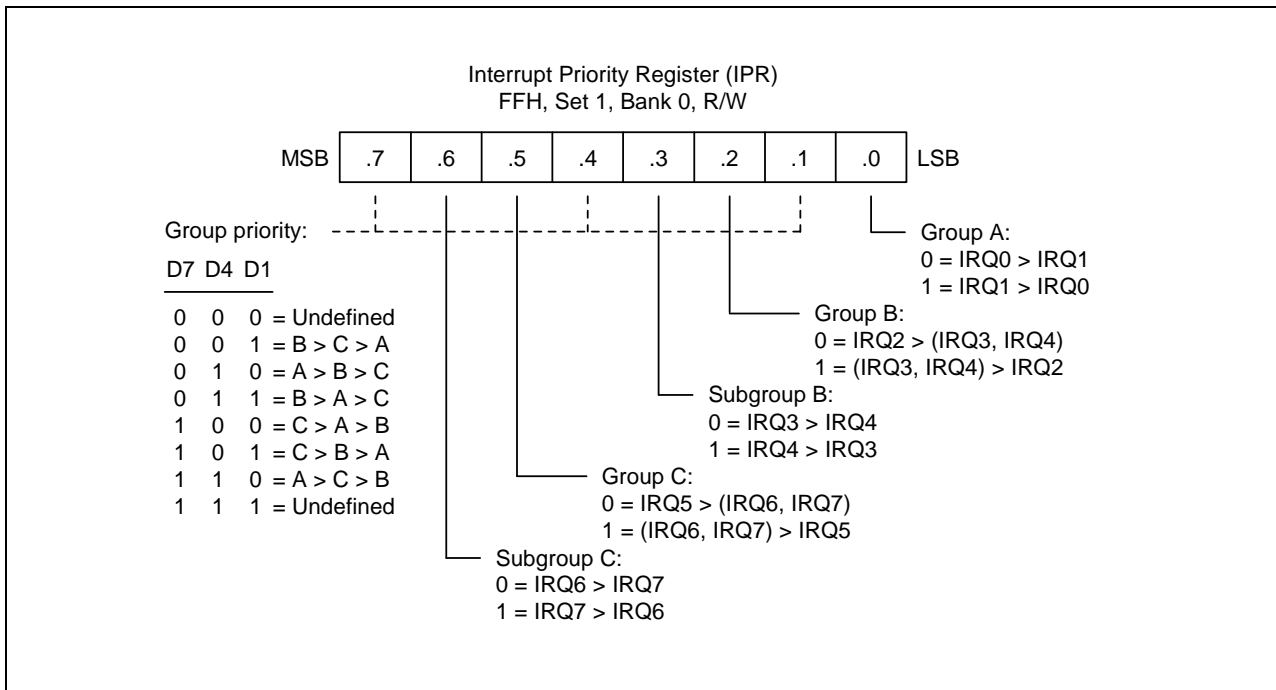 Interrupt Priority Register (IPR)
FFH, Set 1, Bank 0, R/W
MSB .7 .6 .5 .4 .3 .2 .1 .0 LSB
Group priority:
D7 D4 D1
0 0 0 = Undefined
0 0 1 = B > C > A
0 1 0 = A > B > C
0 1 1 = B > A > C
1 0 0 = C > A > B
1 0 1 = C > B > A
1 1 0 = A > C > B
1 1 1 = Undefined
Group A:
0 = IRQ0 > IRQ1
1 = IRQ1 > IRQ0
Group B:
0 = IRQ2 > (IRQ3, IRQ4)
1 = (IRQ3, IRQ4) > IRQ2
Subgroup B:
0 = IRQ3 > IRQ4
1 = IRQ4 > IRQ3
Group C:
0 = IRQ5 > (IRQ6, IRQ7)
1 = (IRQ6, IRQ7) > IRQ5
Subgroup C:
0 = IRQ6 > IRQ7
1 = IRQ7 > IRQ6